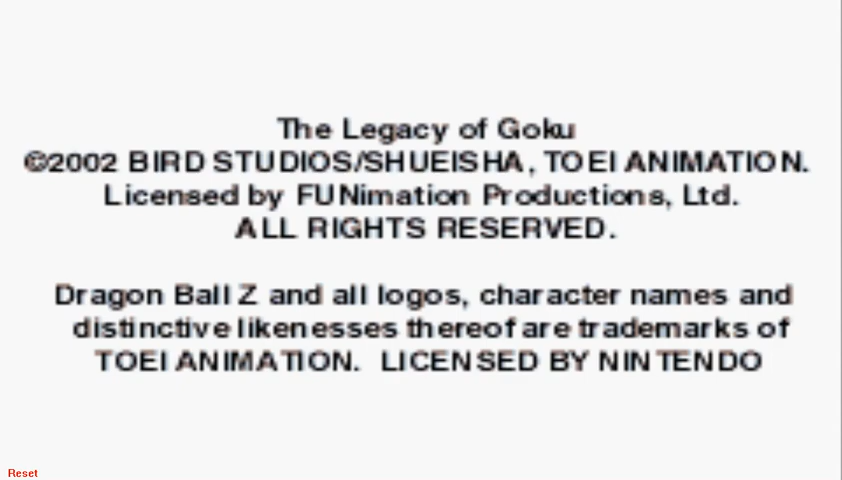 The Legacy of Goku
©2002 BIRD STUDIOS/SHUEISHA, TOEI ANIMATION.
Licensed by FUNimation Productions, Ltd.
ALL RIGHTS RESERVED.
Dragon Ball Z and all logos, character names and
distinctive likenesses thereof are trademarks of
TOEI ANIMATION. LICENSED BY NINTENDO
Reset